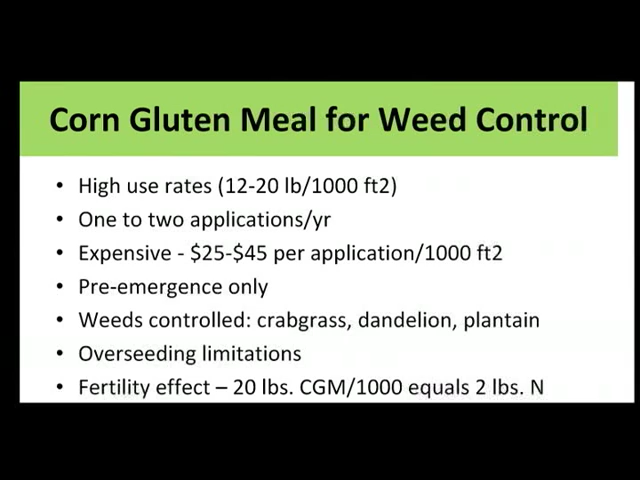 Corn Gluten Meal for Weed Control
• High use rates (12-20 lb/1000 ft2)
• One to two applications/yr
• Expensive - $25-$45 per application/1000 ft2
• Pre-emergence only
• Weeds controlled: crabgrass, dandelion, plantain
• Overseeding limitations
• Fertility effect – 20 lbs. CGM/1000 equals 2 lbs. N